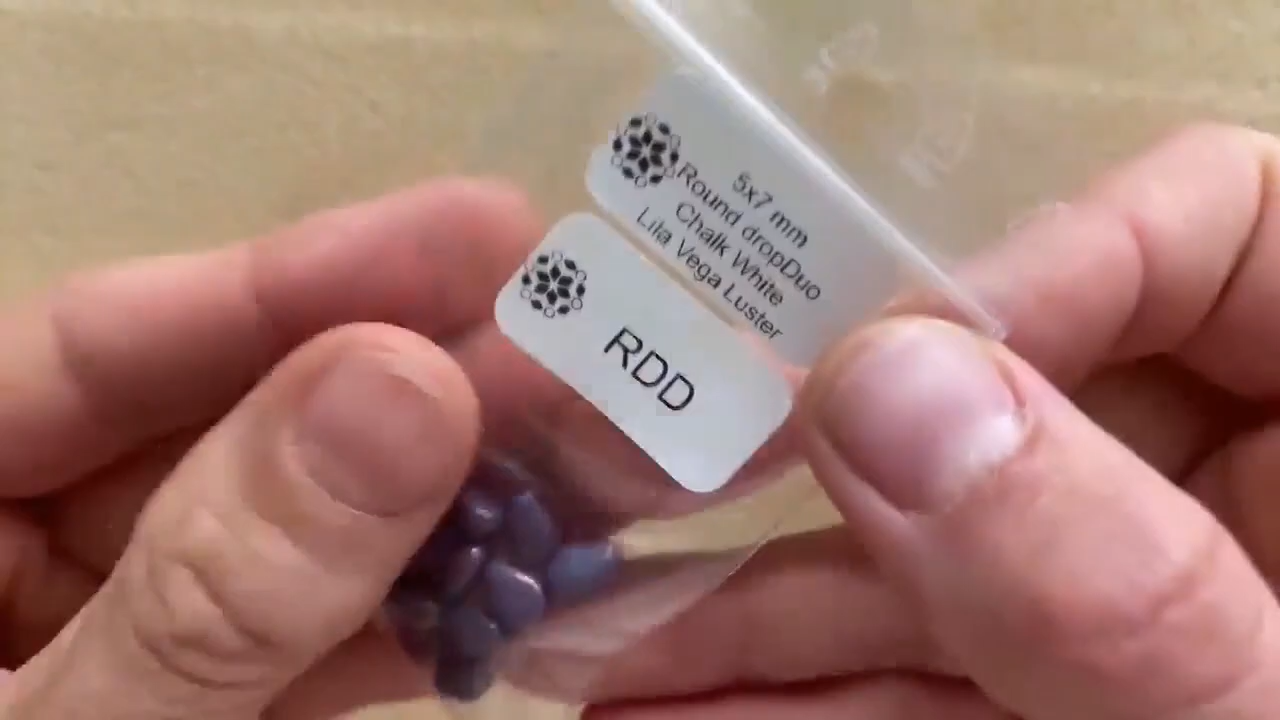 5x7 mm
Round dropDuo
Chalk White
Lila Vega Luster
RDD